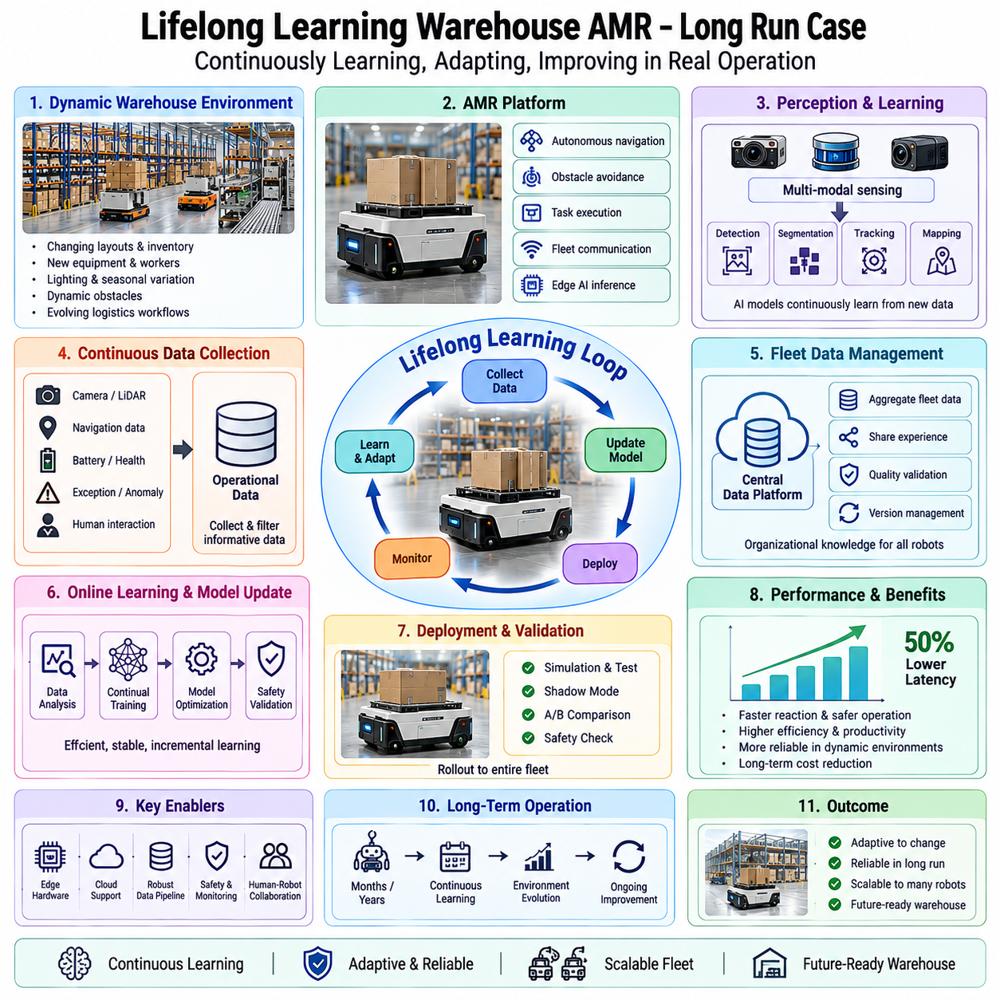 Lifelong Learning Warehouse AMR – Long Run Case
Continuously Learning, Adapting, Improving in Real Operation
1. Dynamic Warehouse Environment
• Changing layouts & inventory
• New equipment & workers
• Lighting & seasonal variation
• Dynamic obstacles
• Evolving logistics workflows
2. AMR Platform
Autonomous navigation
Obstacle avoidance
Task execution
Fleet communication
Edge AI inference
3. Perception & Learning
Multi-modal sensing
Detection
Segmentation
Tracking
Mapping
AI models continuously learn from new data
4. Continuous Data Collection
Camera / LiDAR
Navigation data
Battery / Health
Exception / Anomaly
Human interaction
Operational
Data
Collect & filter
informative data
Lifelong Learning Loop
Collect
Data
Update
Model
Deploy
Monitor
Learn
& Adapt
5. Fleet Data Management
Central
Data Platform
Aggregate fleet data
Share experience
Quality validation
Version management
Organizational knowledge for all robots
6. Online Learning & Model Update
Data
Analysis
Continual
Training
Model
Optimization
Safety
Validation
Effcient, stable, incremental learning
7. Deployment & Validation
Simulation & Test
Shadow Mode
A/B Comparison
Safety Check
Rollout to entire fleet
8. Performance & Benefits
50%
Lower
Latency
• Faster reaction & safer operation
• Higher efficiency & productivity
• More reliable in dynamic environments
• Long-term cost reduction
9. Key Enablers
Edge
Hardware
Cloud
Support
Robust
Data Pipeline
Safety &
Monitoring
Human-Robot
Collaboration
10. Long-Term Operation
Months /
Years
Continuous
Learning
Environment
Evolution
Ongoing
Improvement
11. Outcome
Adaptive to change
Reliable in long run
Scalable to many robots
Future-ready warehouse
Continuous Learning
Adaptive & Reliable
Scalable Fleet
Future-Ready Warehouse